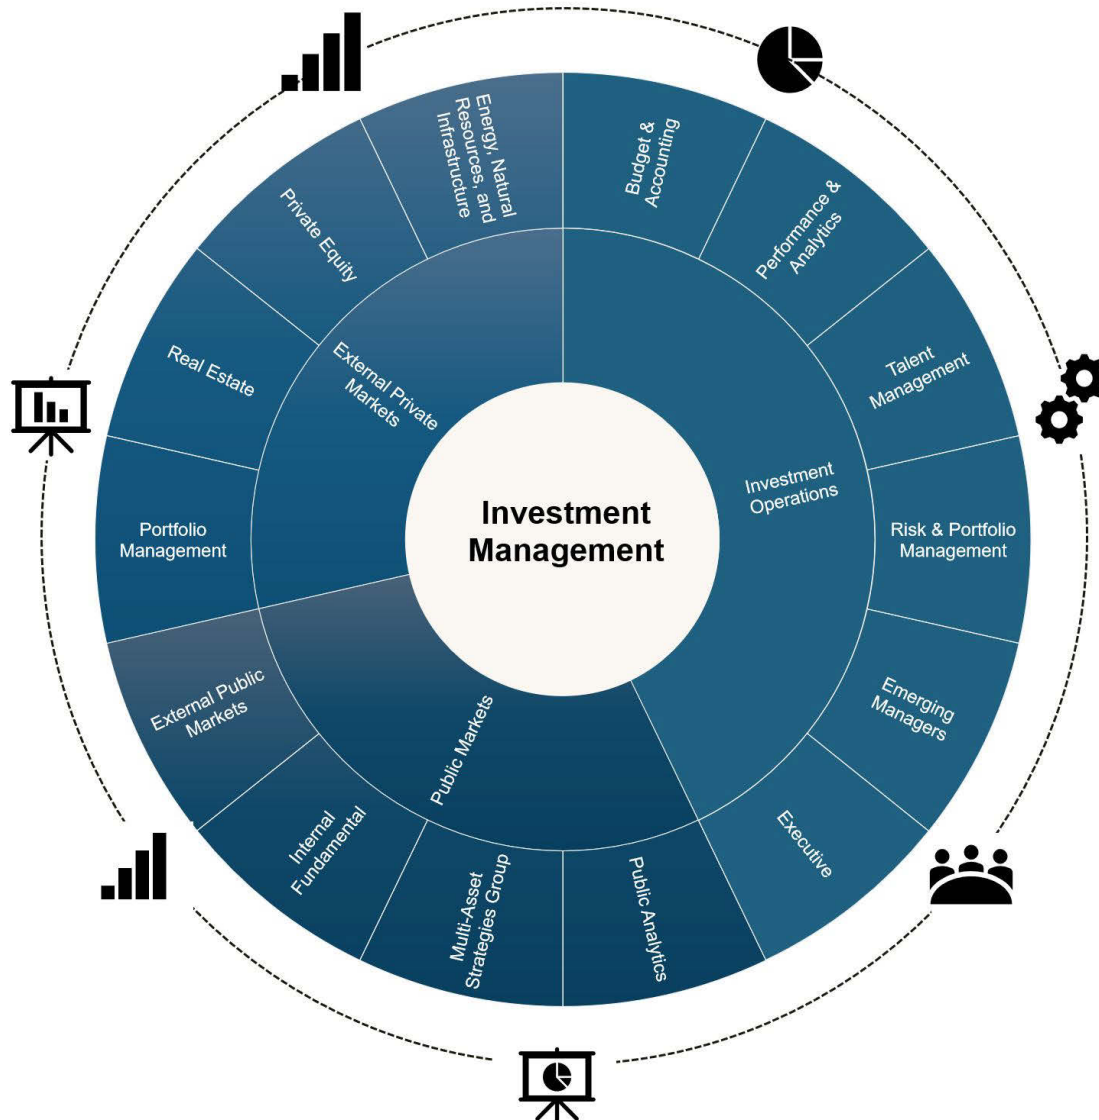 Energy, Natural
Resources, and
Infrastructure
Budget &
Accounting
Private Equity
Performance &
Analytics
Real Estate
External Private
Markets
Talent
Management
Investment
Operations
Investment
Management
Portfolio
Management
Risk & Portfolio
Management
External Public
Markets
Public Markets
Emerging
Managers
Internal
Fundamental
Executive
Multi-Asset
Strategies Group
Public Analytics